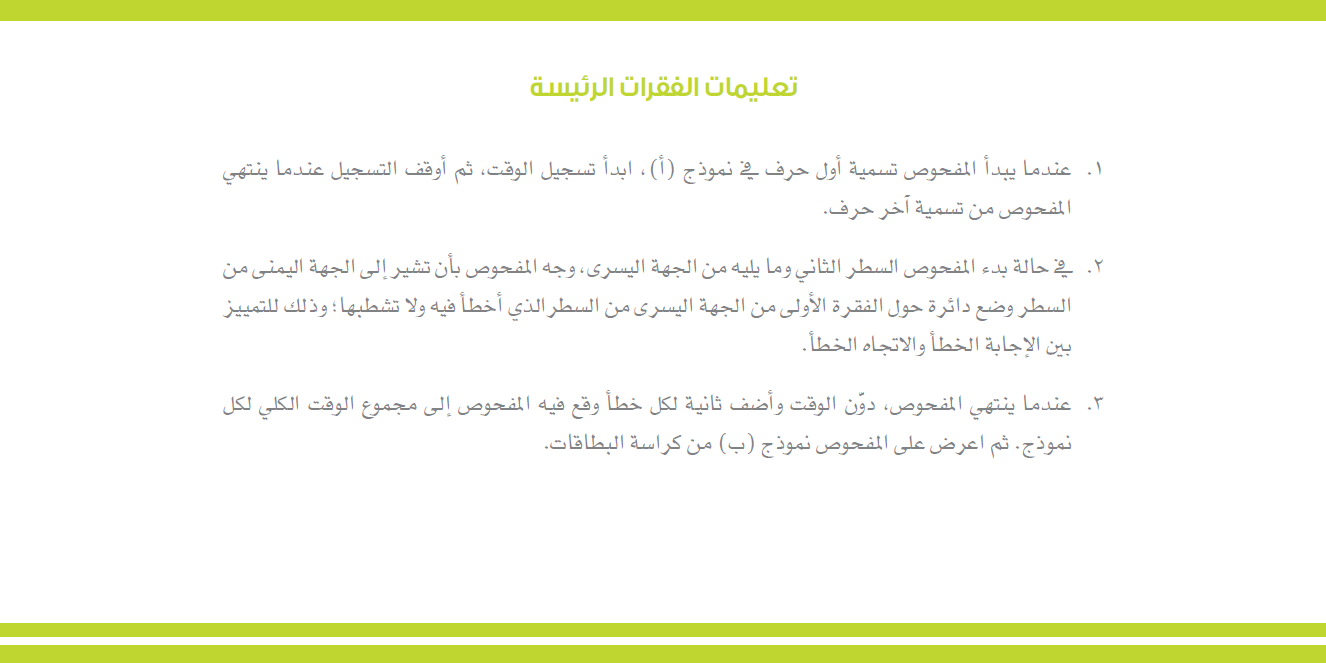 تعليمات الفقرات الرئيسة
١. عندما يبدأ المفحوص تسمية أول حرف في نموذج (أ)، ابدأ تسجيل الوقت، ثم أوقف التسجيل عندما ينتهي
المفحوص من تسمية آخر حرف.
٢. في حالة بدء المفحوص السطر الثاني وما يليه من الجهة اليسرى، وجه المفحوص بأن تشير إلى الجهة اليمنى من
السطر وضع دائرة حول الفقرة الأولى من الجهة اليسرى من السطر الذي أخطأ فيه ولا تشطبها؛ وذلك للتمييز
بين الإجابة الخطأ والاتجاه الخطأ.
٣. عندما ينتهي المفحوص، دوّن الوقت وأضف ثانية لكل خطأ وقع فيه المفحوص إلى مجموع الوقت الكلي لكل
نموذج. ثم اعرض على المفحوص نموذج (ب) من كراسة البطاقات.